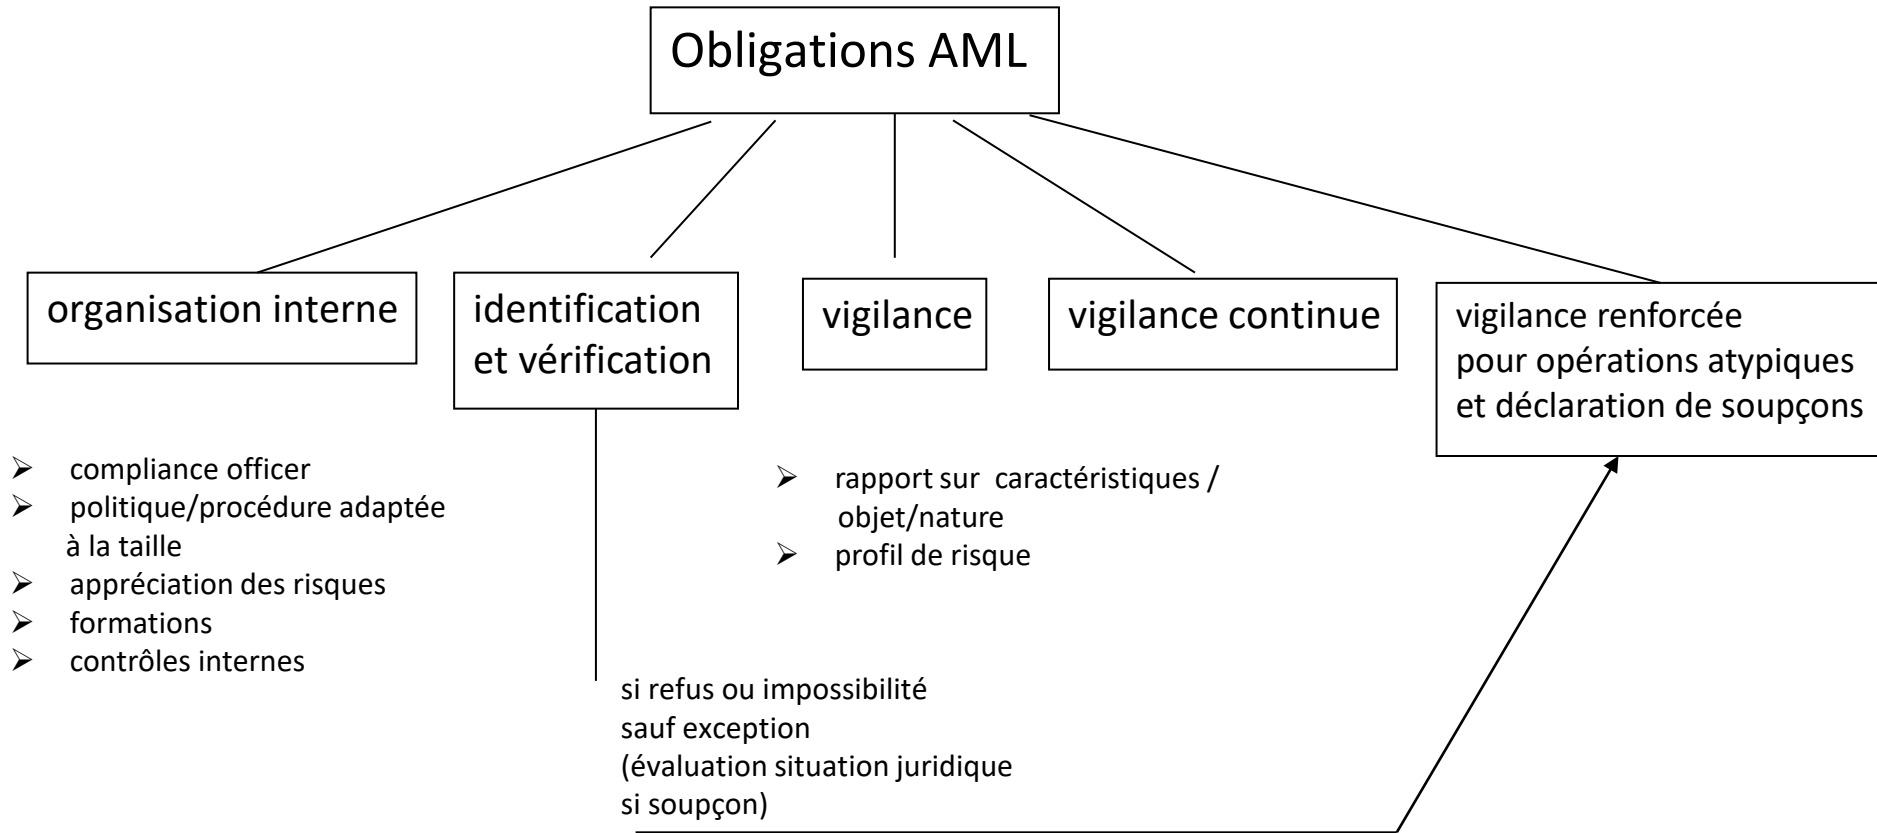 Obligations AML
organisation interne
identification
et vérification
vigilance
vigilance continue
vigilance renforcée
pour opérations atypiques
et déclaration de soupçons
➢ compliance officer
➢ politique/procédure adaptée
à la taille
➢ appréciation des risques
➢ formations
➢ contrôles internes
➢ rapport sur caractéristiques /
objet/nature
➢ profil de risque
si refus ou impossibilité
sauf exception
(évaluation situation juridique
si soupçon)